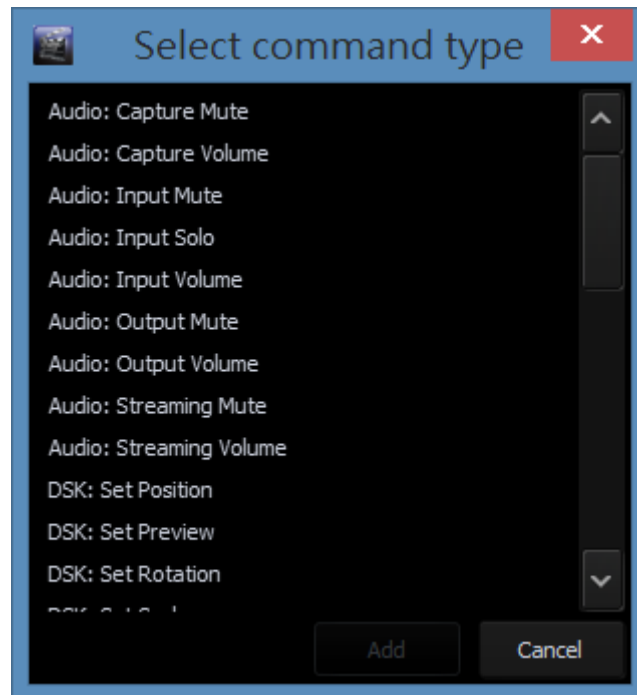 Select command type
Audio: Capture Mute
Audio: Capture Volume
Audio: Input Mute
Audio: Input Solo
Audio: Input Volume
Audio: Output Mute
Audio: Output Volume
Audio: Streaming Mute
Audio: Streaming Volume
DSK: Set Position
DSK: Set Preview
DSK: Set Rotation
Add Cancel